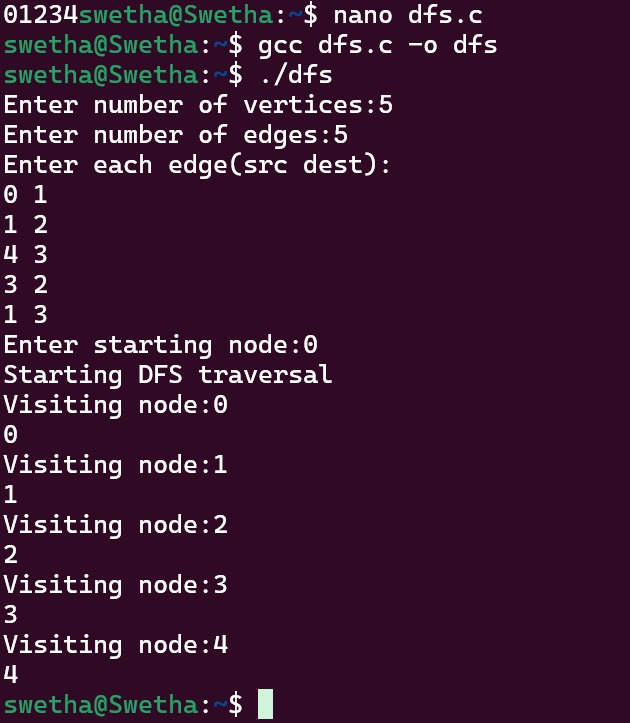 01234swetha@Swetha:~$ nano dfs.c
swetha@Swetha:~$ gcc dfs.c -o dfs
swetha@Swetha:~$ ./dfs
Enter number of vertices:5
Enter number of edges:5
Enter each edge(src dest):
0 1
1 2
4 3
3 2
1 3
Enter starting node:0
Starting DFS traversal
Visiting node:0
0
Visiting node:1
1
Visiting node:2
2
Visiting node:3
3
Visiting node:4
4
swetha@Swetha:~$